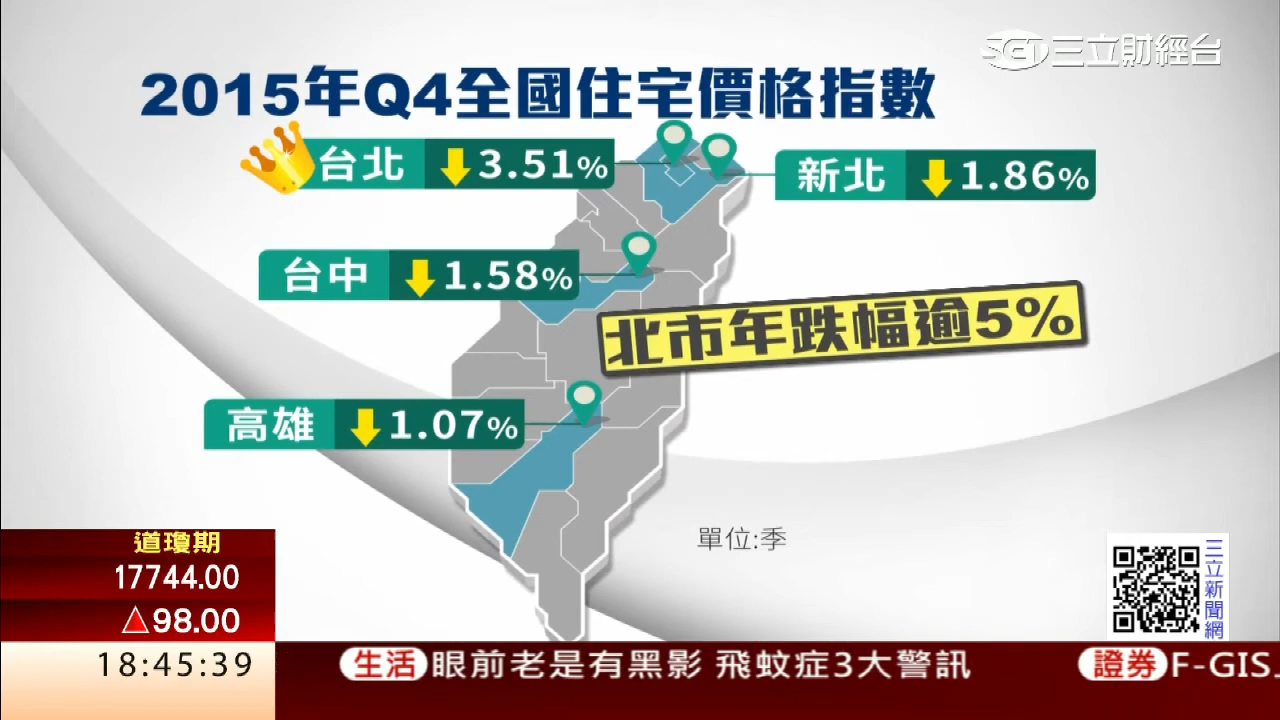 SET三立財經台
2015年Q4全國住宅價格指數
台北 3.51%
新北 1.86%
台中 1.58%
北市年跌幅逾5%
高雄 1.07%
單位:季
道瓊期
17744.00
△98.00
18:45:39
生活 眼前老是有黑影 飛蚊症3大警訊
證券 F-GIS
三立新聞網